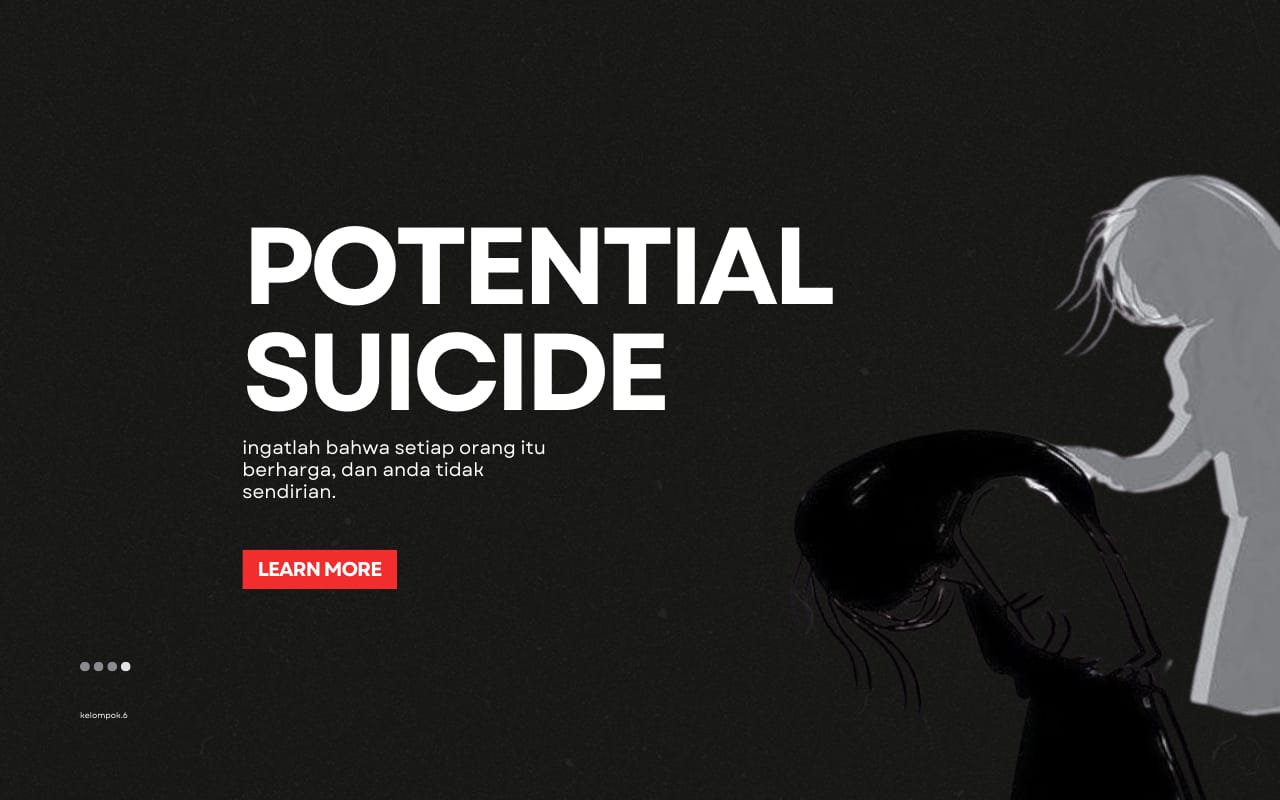 POTENTIAL
SUICIDE
ingatlah bahwa setiap orang itu
berharga, dan anda tidak
sendirian.
LEARN MORE
kelompok.6